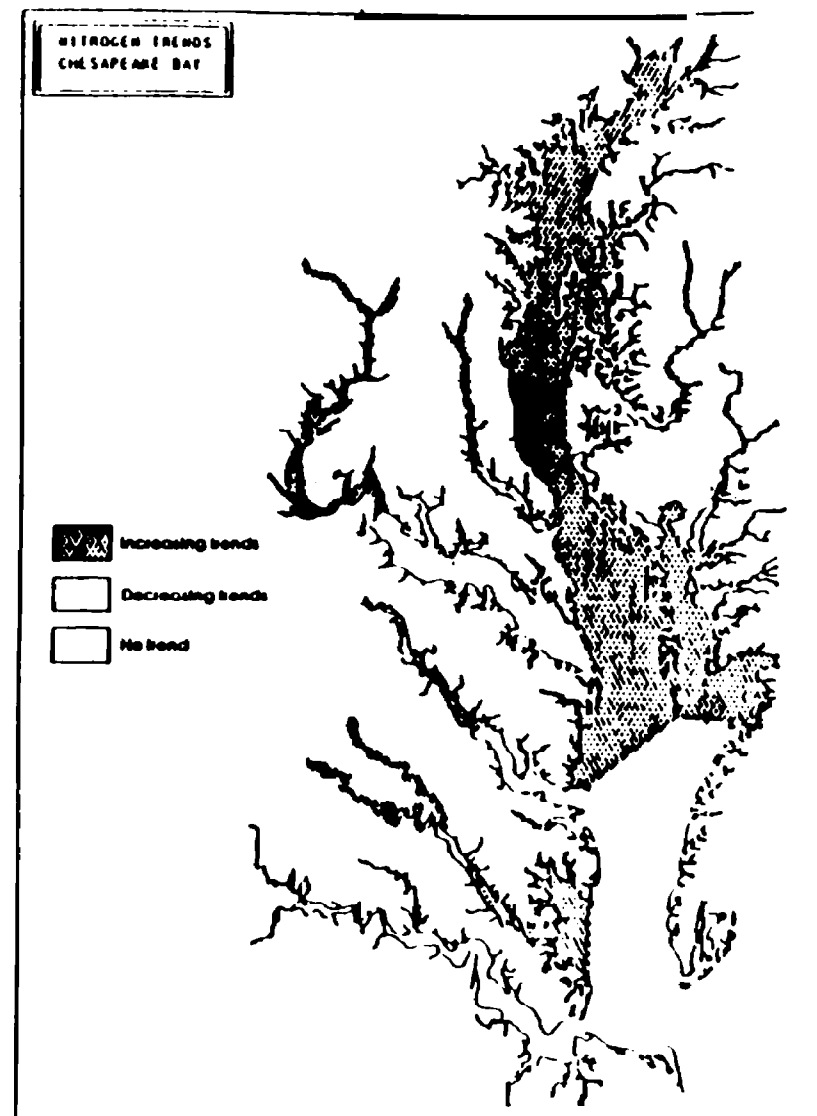 NITROGEN TRENDS
CHESAPEAKE BAY
Increasing trends
Decreasing trends
No trend